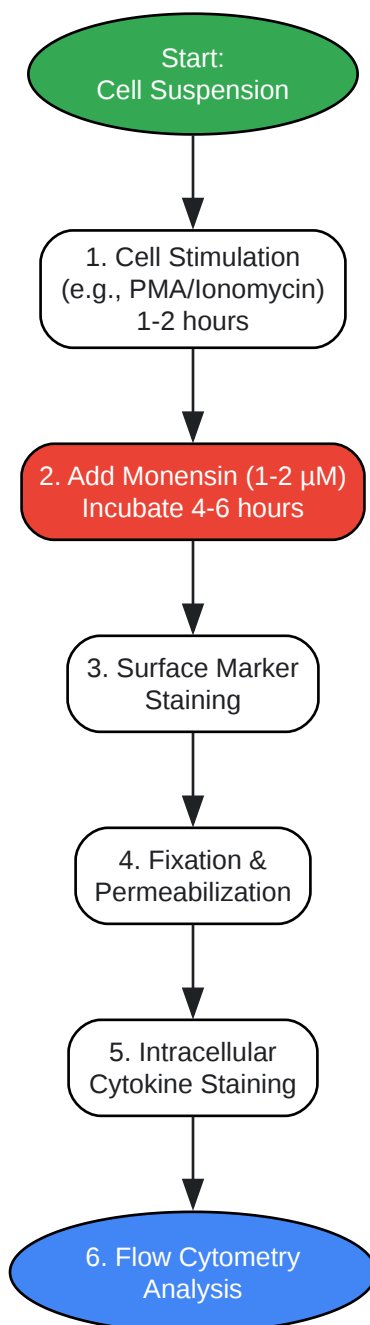 Start:
Cell Suspension
1. Cell Stimulation
(e.g., PMA/Ionomycin)
1-2 hours
2. Add Monensin (1-2 µM)
Incubate 4-6 hours
3. Surface Marker
Staining
4. Fixation &
Permeabilization
5. Intracellular
Cytokine Staining
6. Flow Cytometry
Analysis